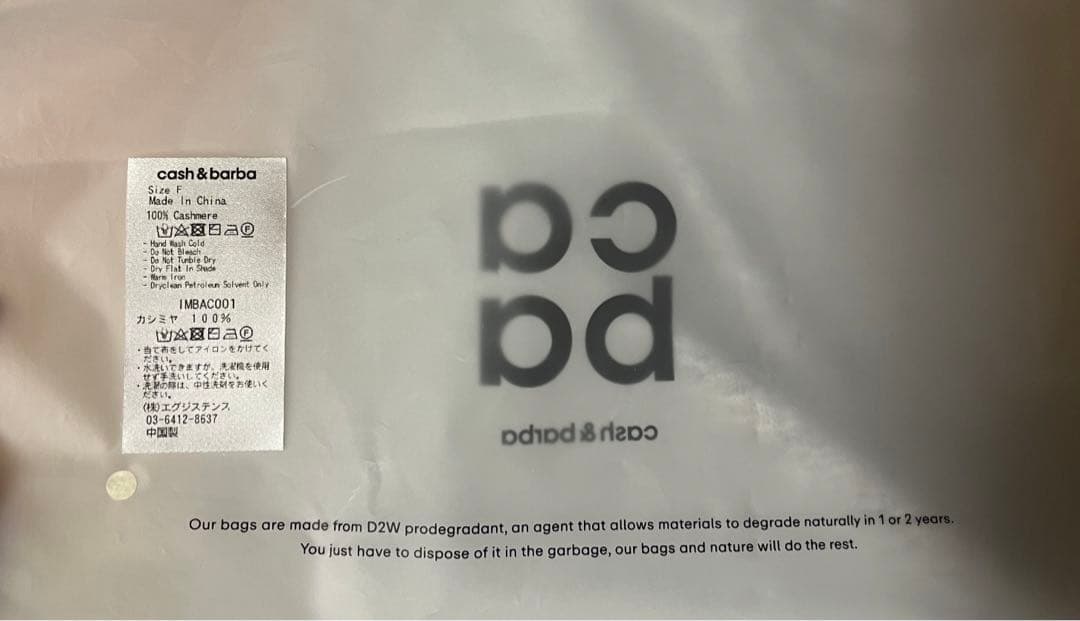 cash & barba
Size F
Made In China
100% Cashmere
- Hand Wash Cold
- Do Not Bleach
- Do Not Tumble Dry
- Dry Flat In Shade
- Warm Iron
- Dryclean Petroleum Solvent Only
IMBAC001
カシミヤ 100%
・当て布をしてアイロンをかけてく
ださい。
・水洗いできますが、洗濯機を使用
せず手洗いしてください。
・洗濯の際は、中性洗剤をお使いく
ださい。
(株)エグジステンス
03-6412-8637
中国製
ca
ba
cash & barba
Our bags are made from D2W prodegradant, an agent that allows materials to degrade naturally in 1 or 2 years.
You just have to dispose of it in the garbage, our bags and nature will do the rest.